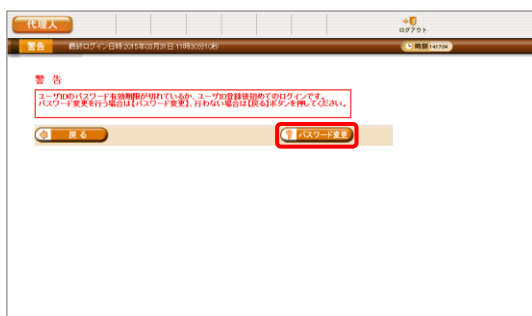 代理人
ログアウト
警告
最終ログイン日時:2015年03月31日 11時30分10秒
時刻 14:17:04
警 告
ユーザIDのパスワード有効期限が切れているか、ユーザID登録後初めてのログインです。
パスワード変更を行う場合は【パスワード変更】、行わない場合は【戻る】ボタンを押してください。
戻 る
パスワード変更